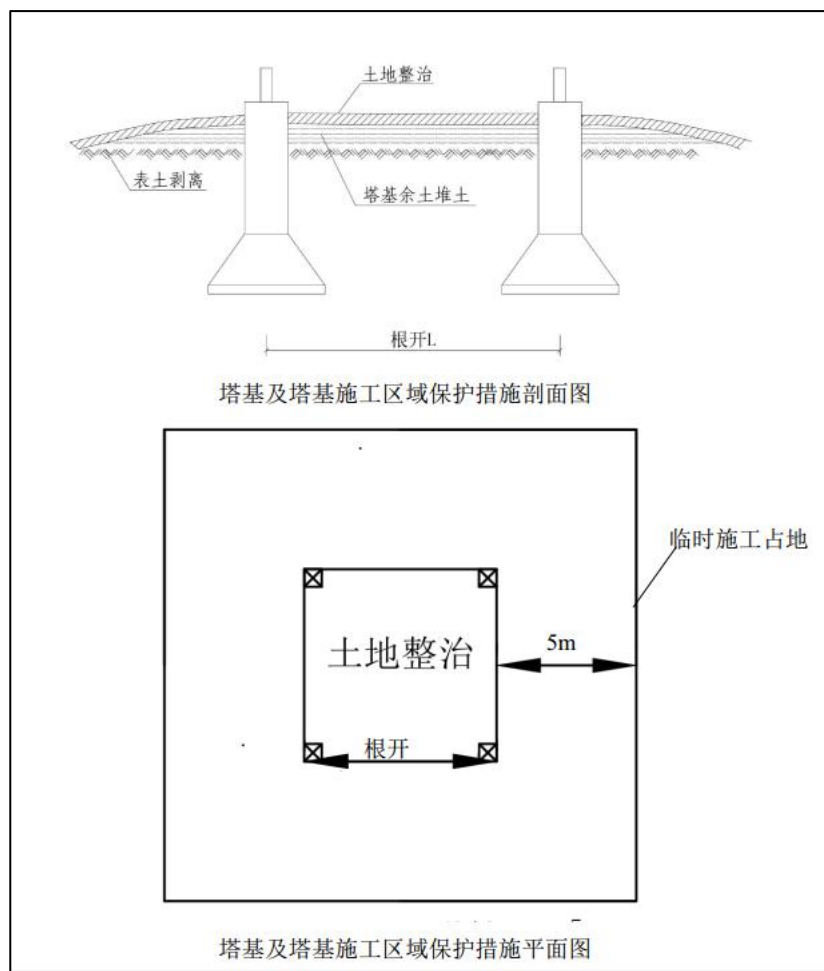 土地整治
表土剥离
塔基余土堆土
根开L
塔基及塔基施工区域保护措施剖面图
临时施工占地
5m
土地整治
根开
塔基及塔基施工区域保护措施平面图